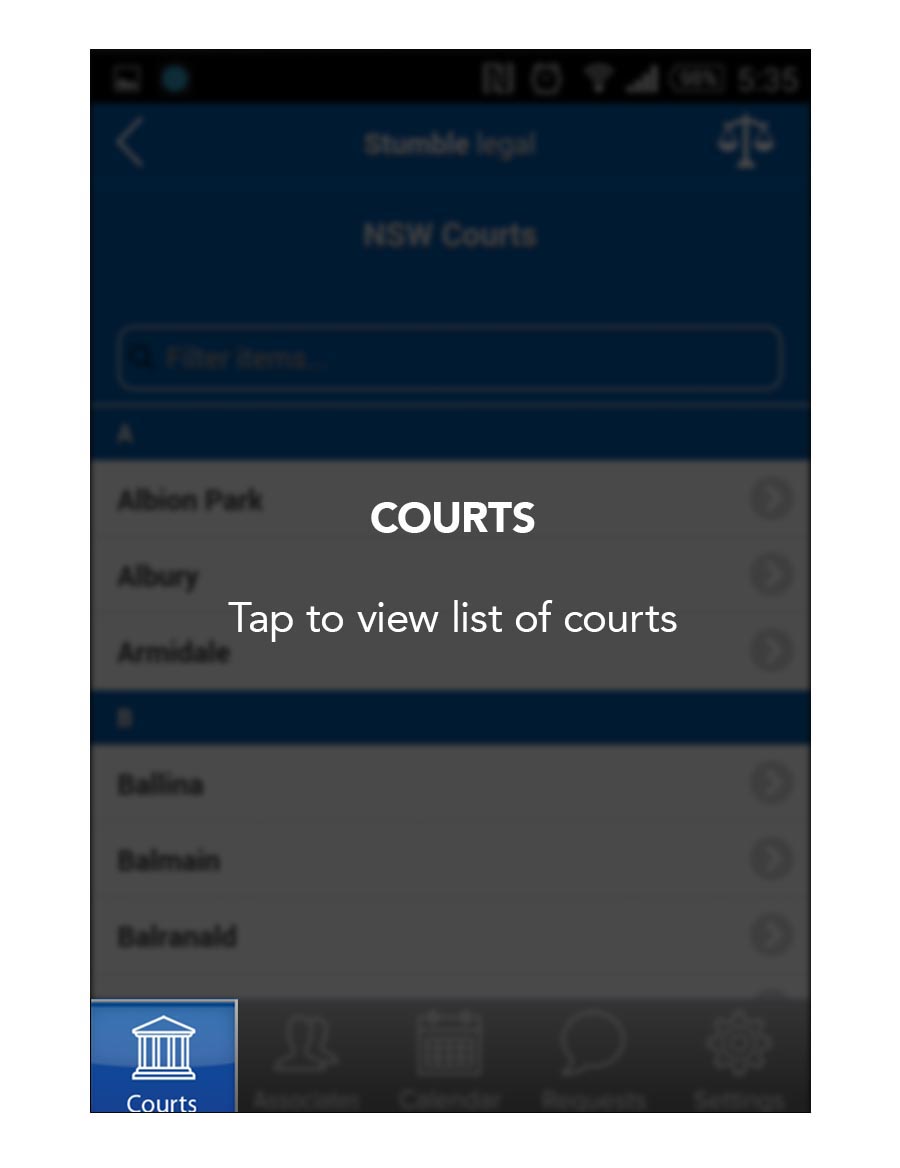 98% 5:35
Stumble legal
NSW Courts
Filter items...
A
Albion Park
COURTS
Albury
Tap to view list of courts
Armidale
B
Ballina
Balmain
Balranald
Courts Associates Calendar Requests Settings